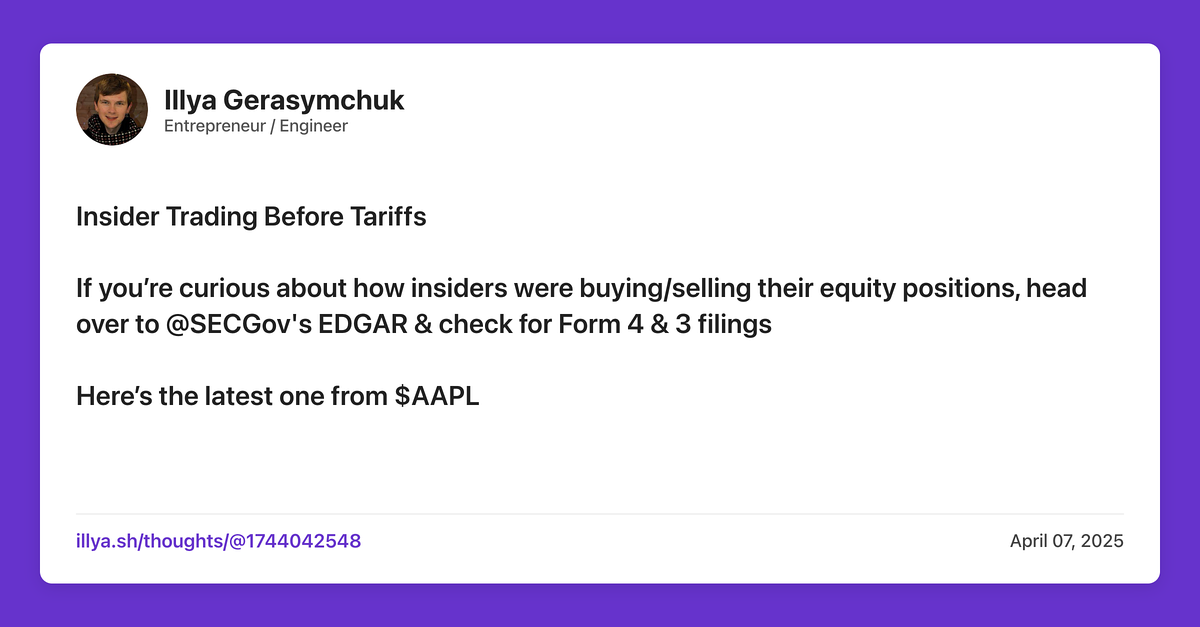 Illya Gerasymchuk
Entrepreneur / Engineer
Insider Trading Before Tariffs
If you’re curious about how insiders were buying/selling their equity positions, head
over to @SECGov's EDGAR & check for Form 4 & 3 filings
Here’s the latest one from $AAPL
illya.sh/thoughts/@1744042548
April 07, 2025